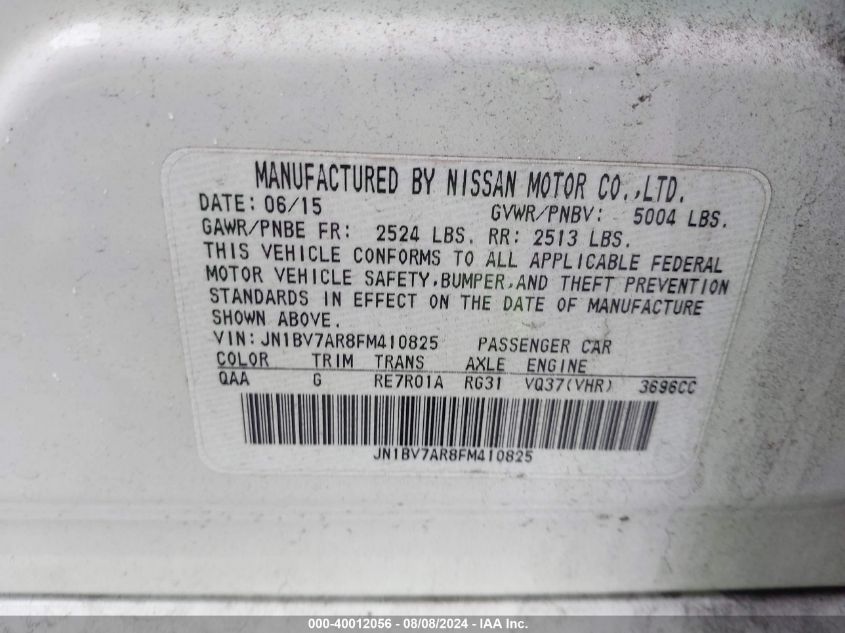 MANUFACTURED BY NISSAN MOTOR CO.,LTD.
DATE: 06/15 GVWR/PNBV: 5004 LBS.
GAWR/PNBE FR: 2524 LBS. RR: 2513 LBS.
THIS VEHICLE CONFORMS TO ALL APPLICABLE FEDERAL
MOTOR VEHICLE SAFETY,BUMPER,AND THEFT PREVENTION
STANDARDS IN EFFECT ON THE DATE OF MANUFACTURE
SHOWN ABOVE.
VIN:JN1BV7AR8FM410825 PASSENGER CAR
COLOR TRIM TRANS AXLE ENGINE
QAA G RE7R01A RG31 VQ37(VHR) 3696CC
JN1BV7AR8FM410825
000-40012056 - 08/08/2024 - IAA Inc.